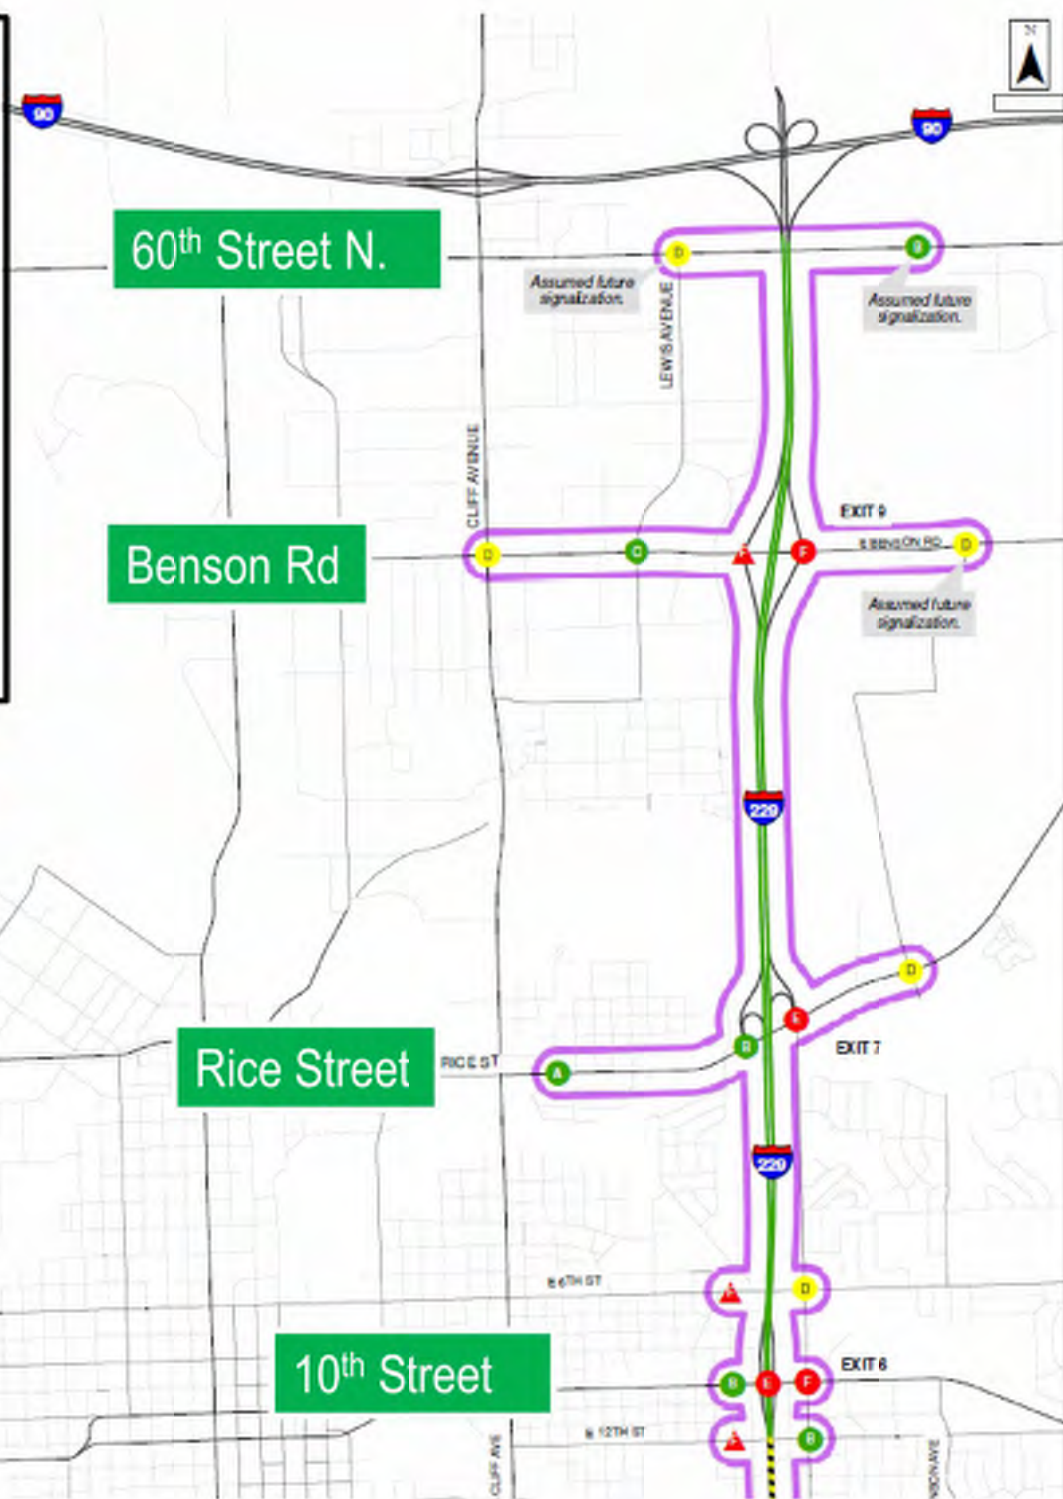 N
90
90
60th Street N.
D
B
Assumed future
signalization.
Assumed future
signalization.
LEWIS AVENUE
CLIFF AVENUE
EXIT 9
Benson Rd
D
C
F
F
E BENSON RD
D
Assumed future
signalization.
229
D
E
B
EXIT 7
Rice Street
RICE ST
A
229
E 6TH ST
D
10th Street
B
E
F
EXIT 6
E 12TH ST
B
CLIFF AVE